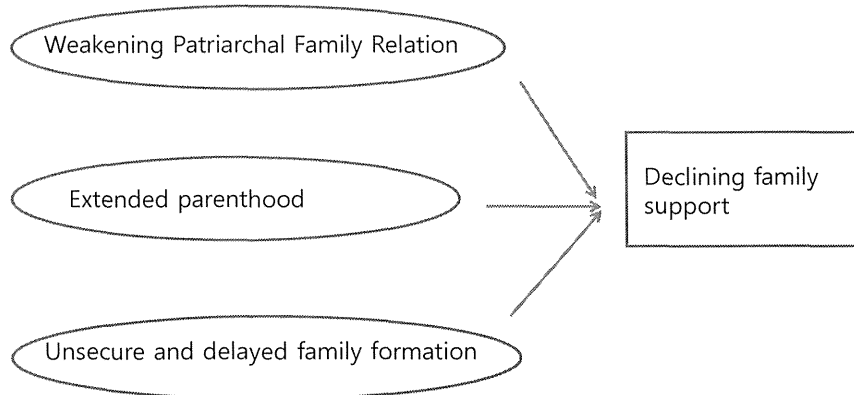 Weakening Patriarchal Family Relation
Extended parenthood
Declining family
support
Unsecure and delayed family formation